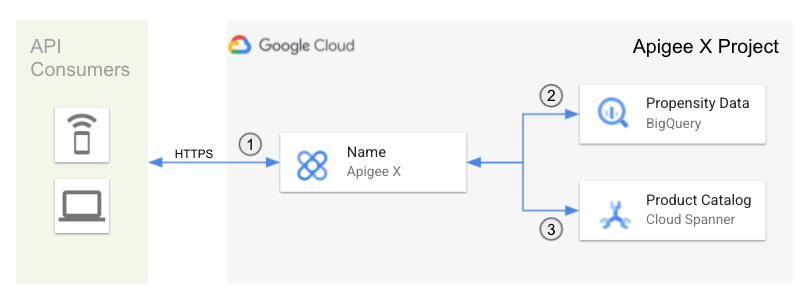 API
Consumers
Google Cloud
Apigee X Project
HTTPS
1
Name
Apigee X
2
Propensity Data
BigQuery
Product Catalog
Cloud Spanner
3